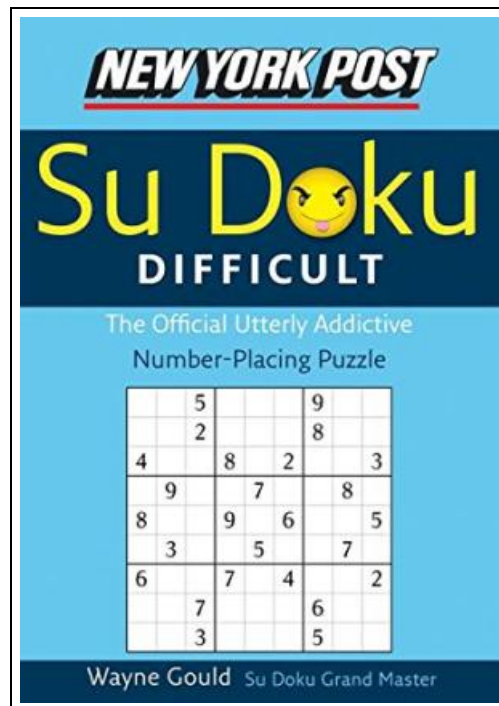 NEW YORK POST
Su Doku
DIFFICULT
The Official Utterly Addictive
Number-Placing Puzzle
5 9
2 8
4 8 2 3
9 7 8
8 9 6 5
3 5 7
6 7 4 2
7 6
3 5
Wayne Gould Su Doku Grand Master